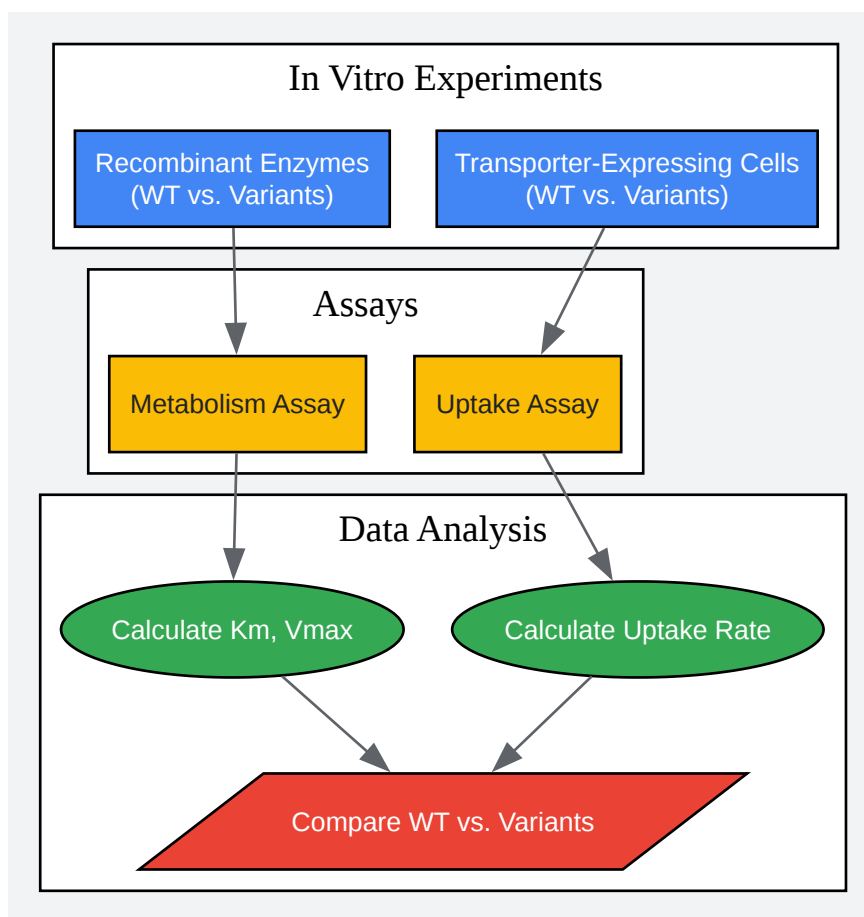 In Vitro Experiments
Recombinant Enzymes
(WT vs. Variants)
Transporter-Expressing Cells
(WT vs. Variants)
Assays
Metabolism Assay
Uptake Assay
Data Analysis
Calculate Km, Vmax
Calculate Uptake Rate
Compare WT vs. Variants